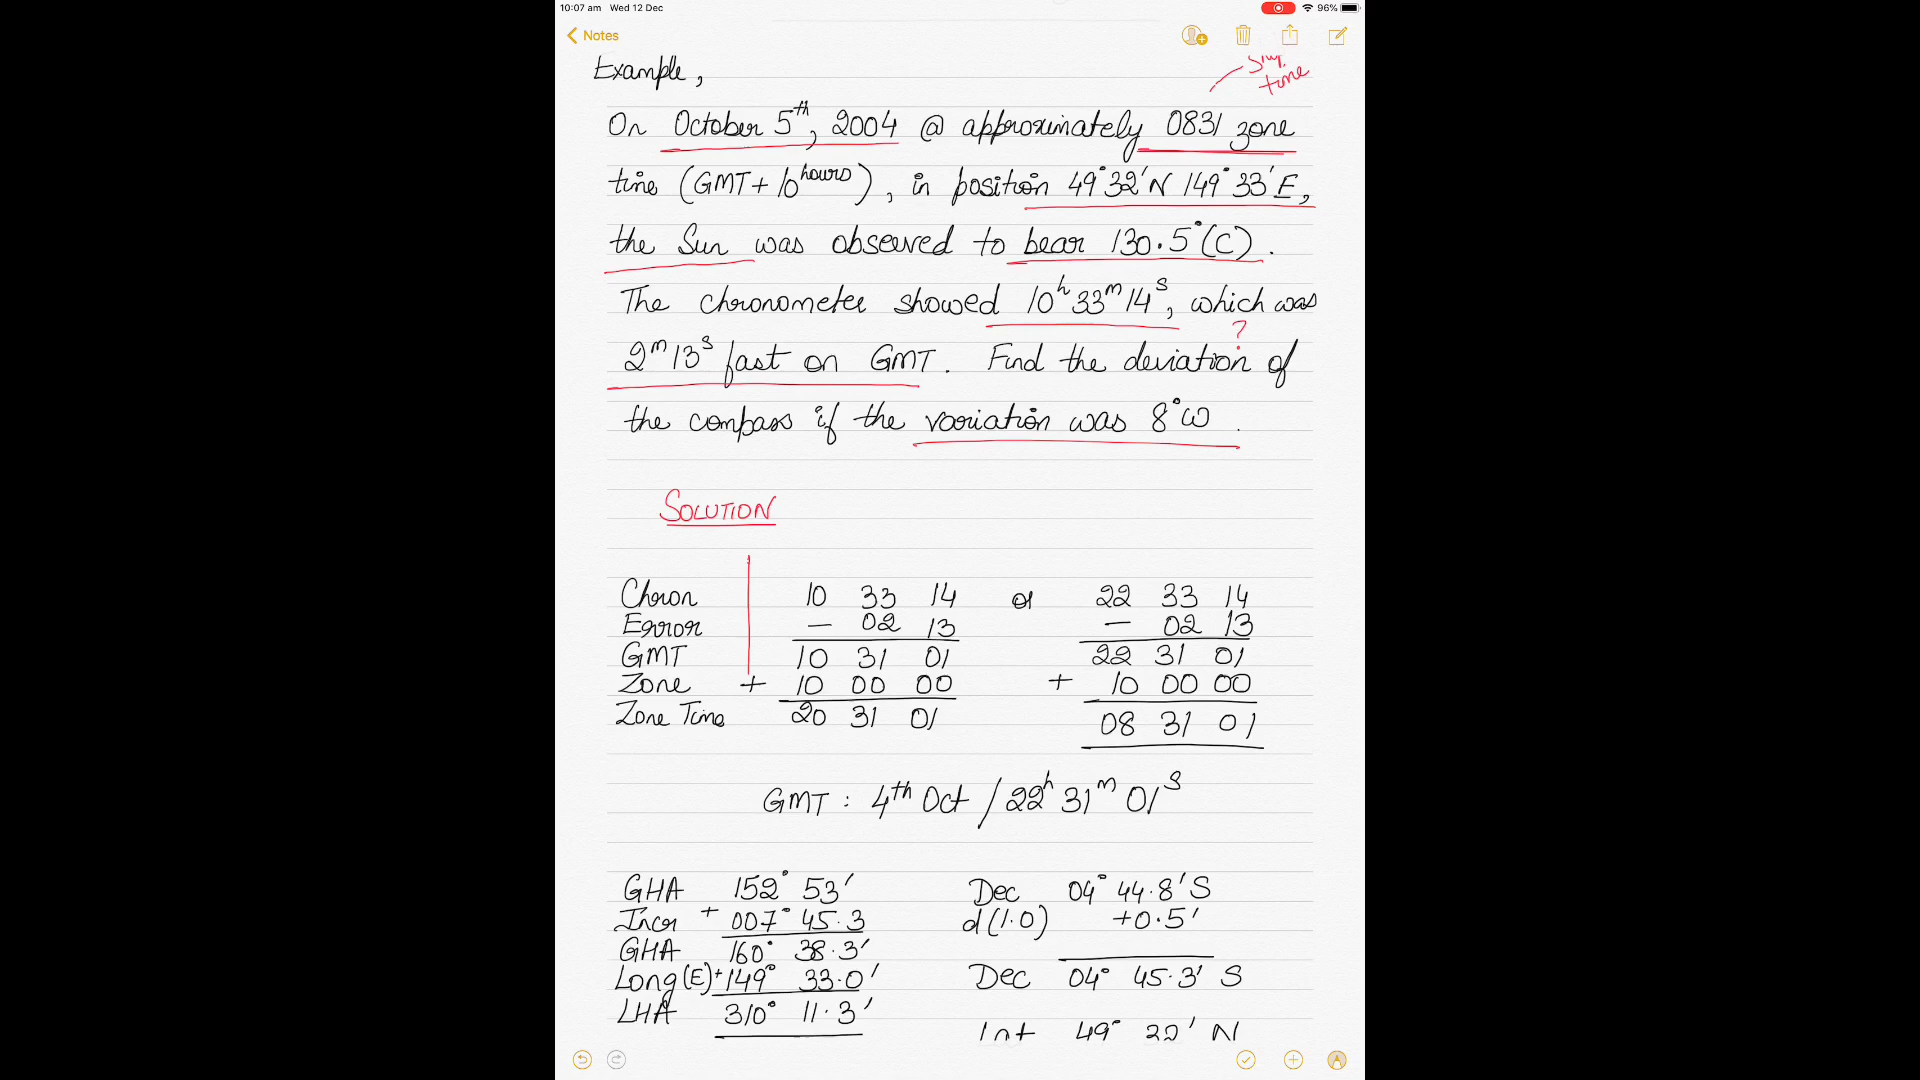 10:07 am Wed 12 Dec
96%
Notes
Example,
time
On October 5th, 2004 @ approximately 0831 zone
time (GMT + 10 hours), in position 49° 32' N 149° 33' E,
the Sun was observed to bear 130.5° (C).
The chronometer showed 10h 33m 14s, which was
?
2m 13s fast on GMT. Find the deviation of
the compass if the variation was 8° W.
SOLUTION
Chron 10 33 14 or 22 33 14
Error — 02 13 — 02 13
GMT 10 31 01 22 31 01
Zone + 10 00 00 + 10 00 00
Zone Time 20 31 01 08 31 01
GMT : 4th Oct / 22h 31m 01s
GHA 152° 53' Dec 04° 44.8' S
Incr + 007° 45.3 d(1.0) +0.5'
GHA 160° 38.3'
Long (E) + 149° 33.0' Dec 04° 45.3' S
LHA 310° 11.3'
49° N